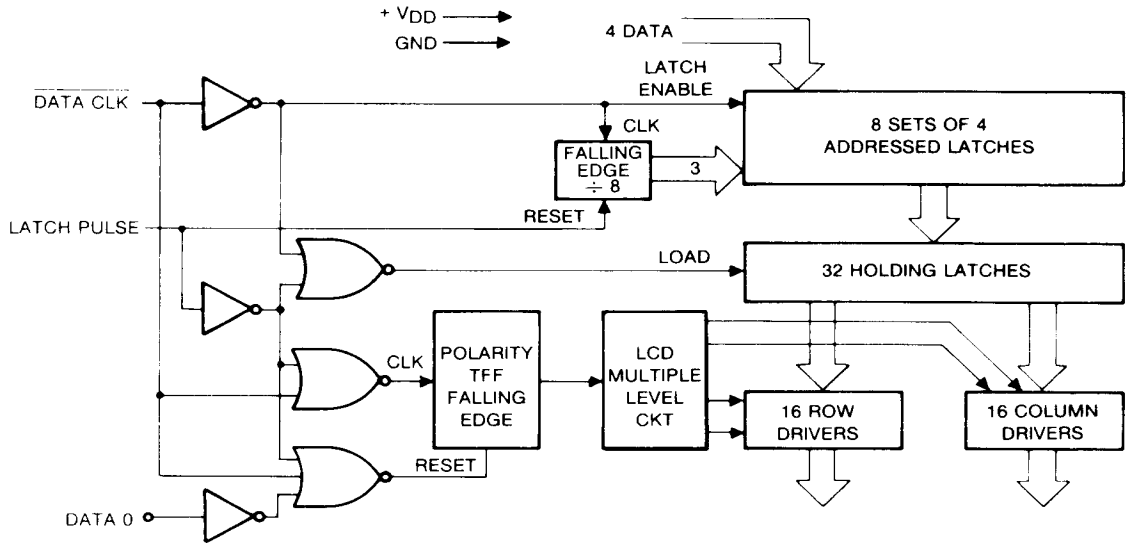 + VDD
GND
4 DATA
LATCH
ENABLE
DATA CLK
CLK
8 SETS OF 4
ADDRESSED LATCHES
FALLING
EDGE
÷ 8
3
LATCH PULSE
RESET
LOAD
32 HOLDING LATCHES
CLK
POLARITY
TFF
FALLING
EDGE
LCD
MULTIPLE
LEVEL
CKT
16 ROW
DRIVERS
16 COLUMN
DRIVERS
RESET
DATA 0